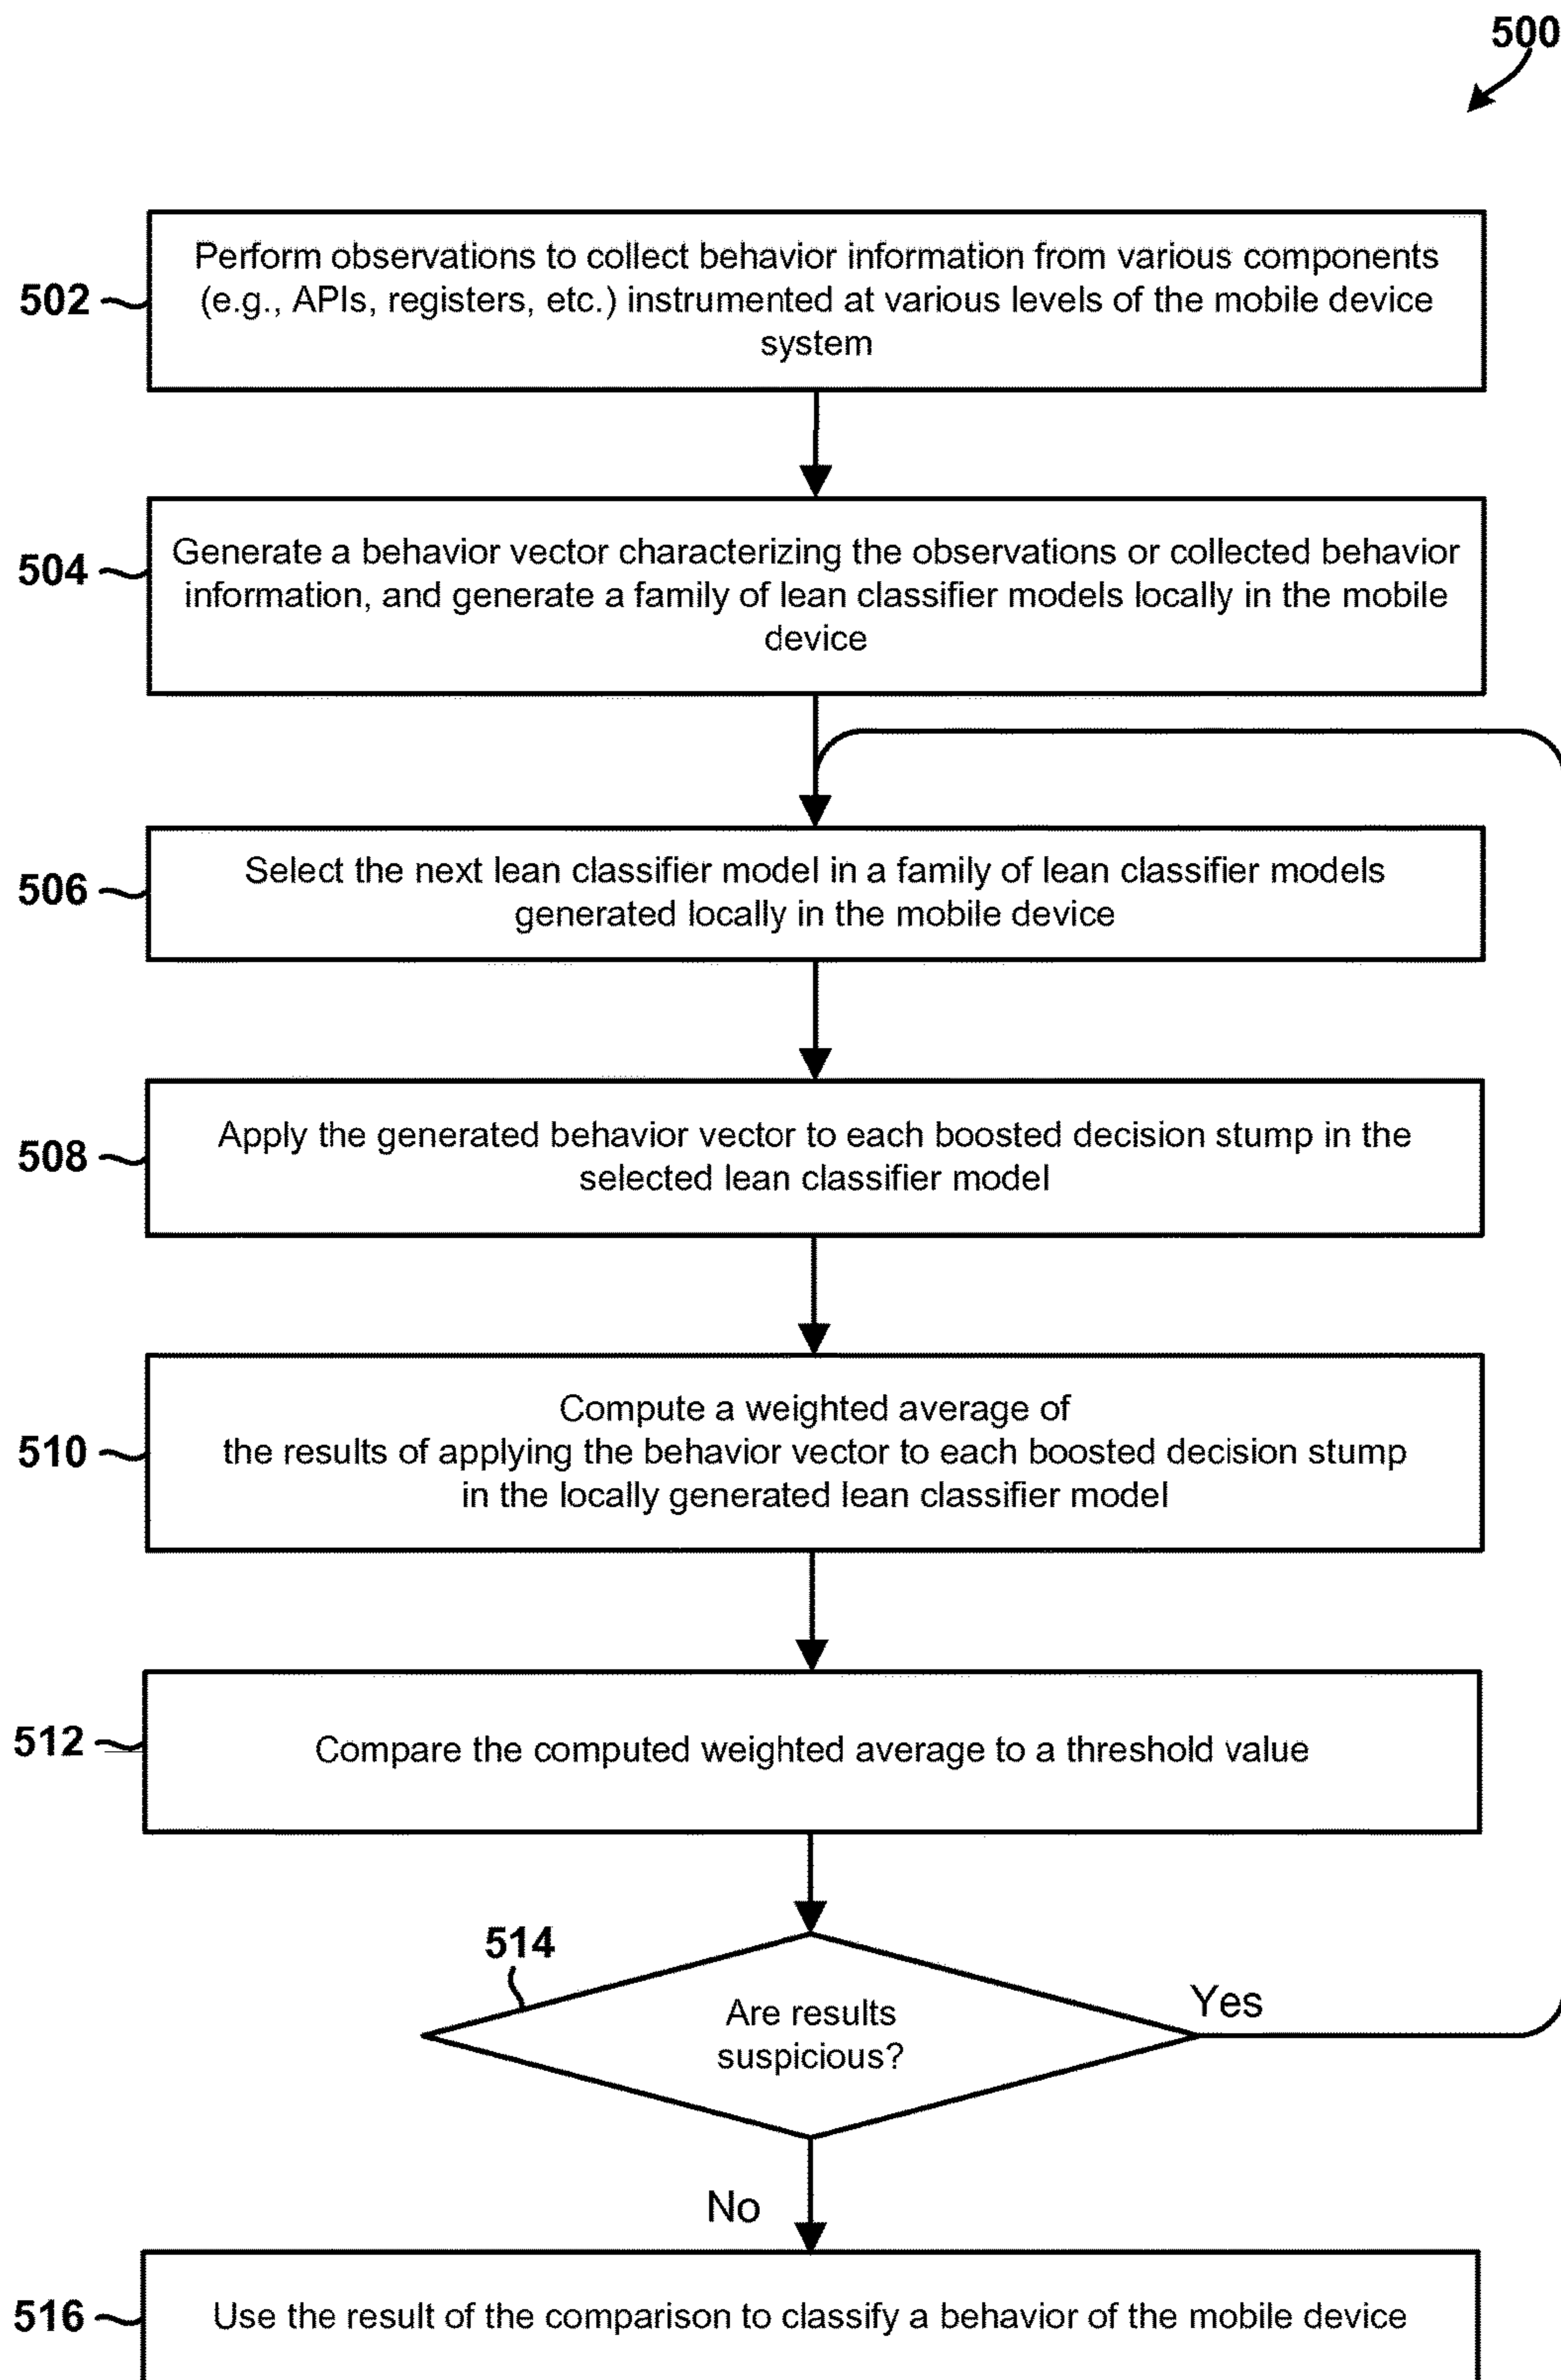 500
Perform observations to collect behavior information from various components
(e.g., APIs, registers, etc.) instrumented at various levels of the mobile device
system
502
Generate a behavior vector characterizing the observations or collected behavior
information, and generate a family of lean classifier models locally in the mobile
device
504
Select the next lean classifier model in a family of lean classifier models
generated locally in the mobile device
506
Apply the generated behavior vector to each boosted decision stump in the
selected lean classifier model
508
Compute a weighted average of
the results of applying the behavior vector to each boosted decision stump
in the locally generated lean classifier model
510
Compare the computed weighted average to a threshold value
512
514
Are results
suspicious?
Yes
No
Use the result of the comparison to classify a behavior of the mobile device
516